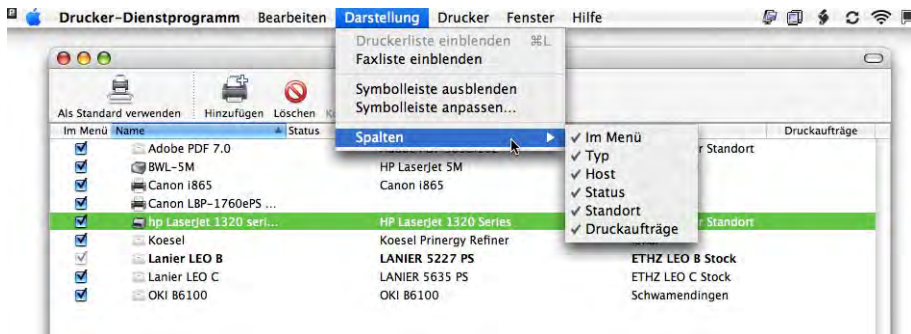 Drucker-Dienstprogramm Bearbeiten Darstellung Drucker Fenster Hilfe
Druckerliste einblenden ⌘L
Faxliste einblenden
Symbolleiste ausblenden
Symbolleiste anpassen...
Spalten
✓ Im Menü
✓ Typ
✓ Host
✓ Status
✓ Standort
✓ Druckaufträge
Als Standard verwenden Hinzufügen Löschen
Im Menü Name Status Druckaufträge
Adobe PDF 7.0 Standort
BWL-5M HP LaserJet 5M
Canon i865 Canon i865
Canon LBP-1760ePS ...
hp LaserJet 1320 seri... HP LaserJet 1320 Series Standort
Koesel Koesel Prinergy Refiner
Lanier LEO B LANIER 5227 PS ETHZ LEO B Stock
Lanier LEO C LANIER 5635 PS ETHZ LEO C Stock
OKI B6100 OKI B6100 Schwamendingen